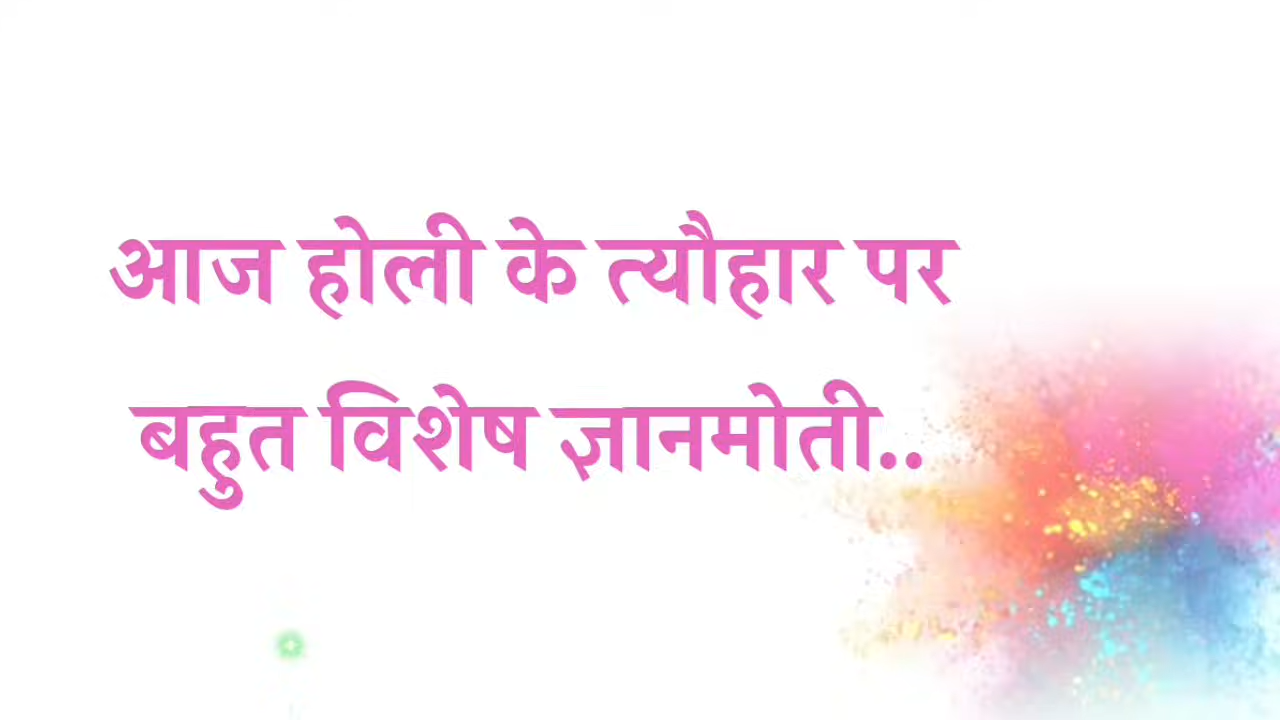 आज होली के त्यौहार पर
बहुत विशेष ज्ञानमोती..